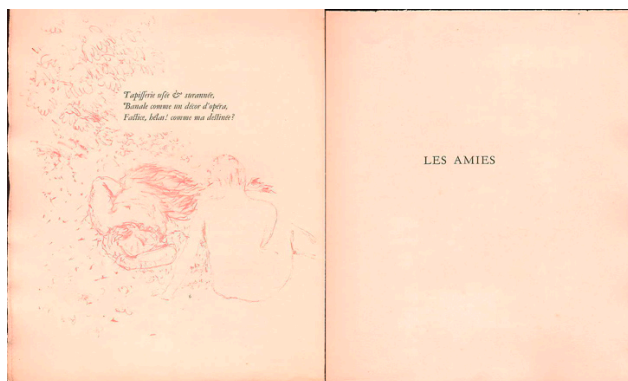 Tapiſſerie uſée & surannée,
Banale comme un décor d'opéra,
Factice, hélas! comme ma destinée?
LES AMIES